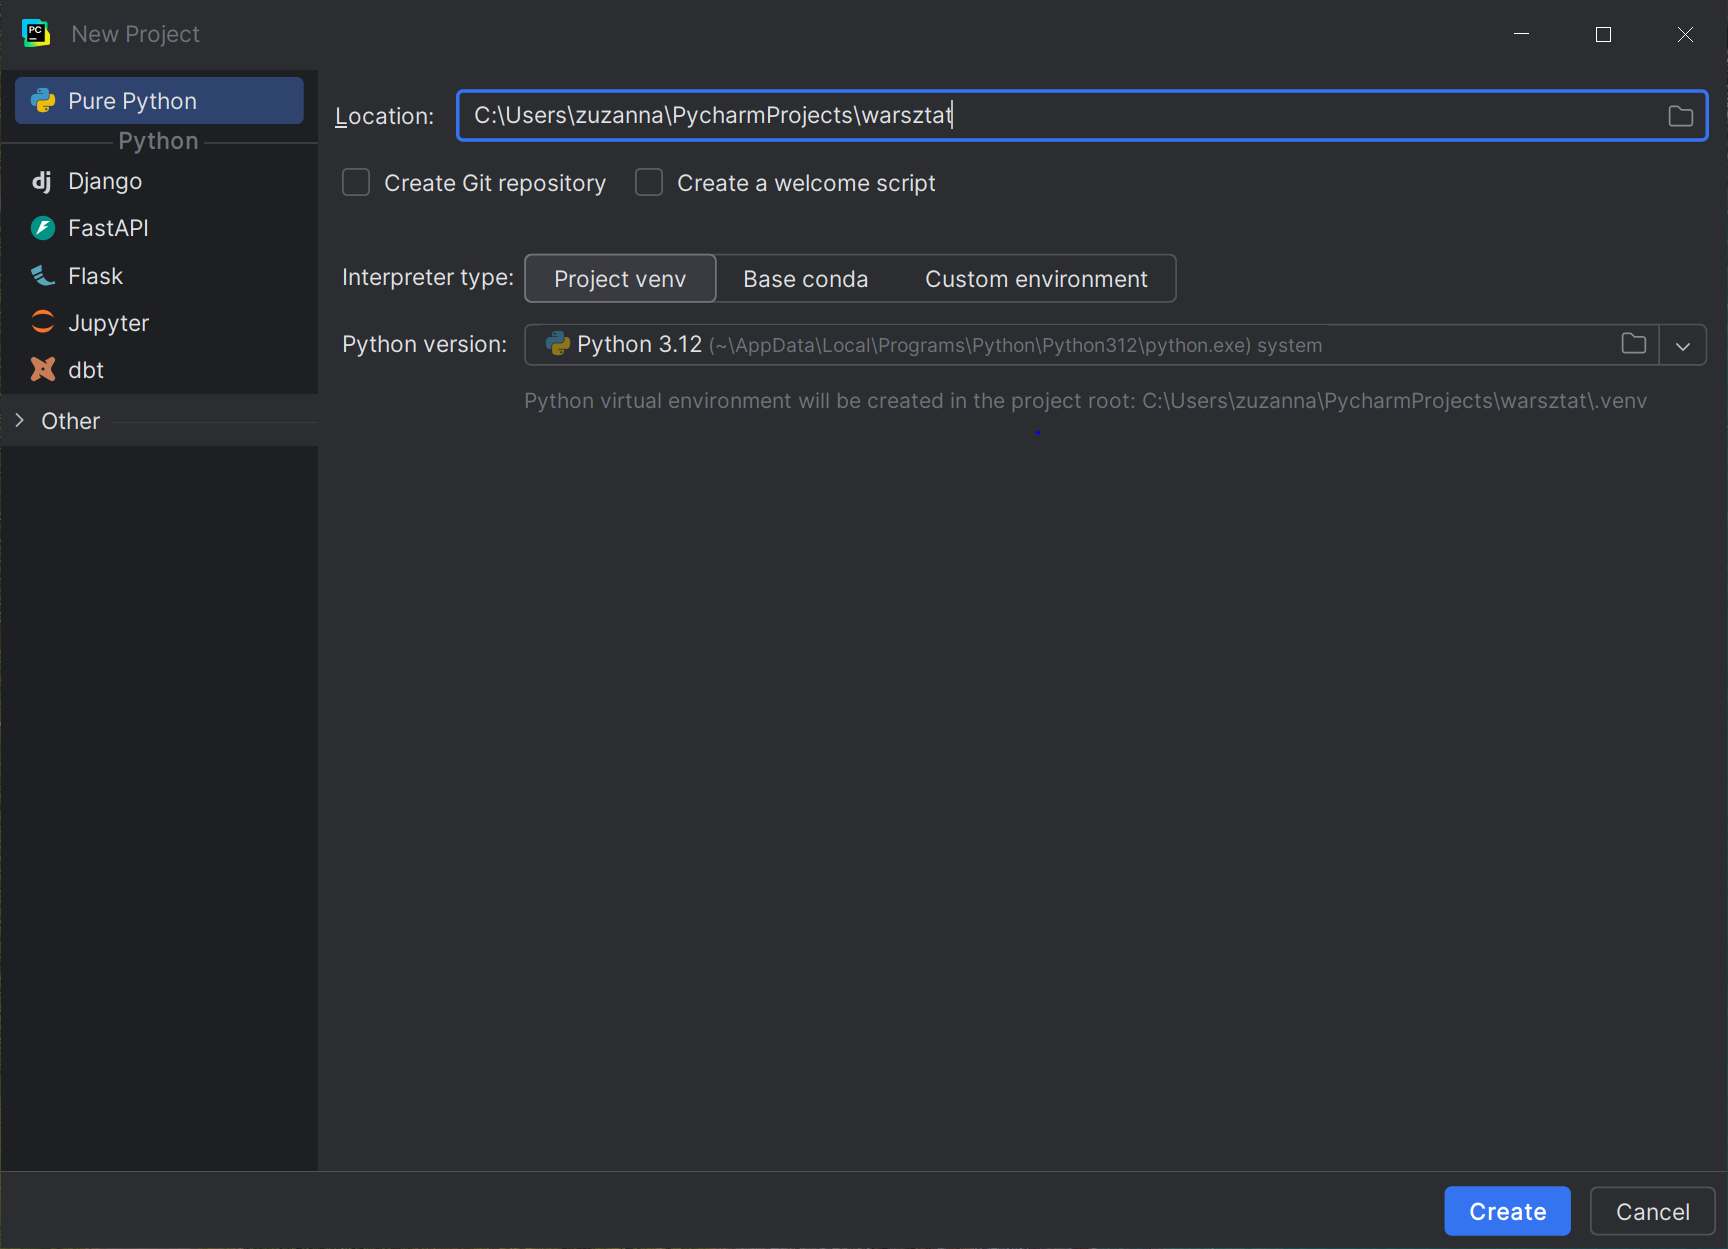 PC
New Project
Pure Python
Python
Django
FastAPI
Flask
Jupyter
dbt
Other
Location: C:\Users\zuzanna\PycharmProjects\warsztat
Create Git repository Create a welcome script
Interpreter type: Project venv Base conda Custom environment
Python version: Python 3.12 (~\AppData\Local\Programs\Python\Python312\python.exe) system
Python virtual environment will be created in the project root: C:\Users\zuzanna\PycharmProjects\warsztat\.venv
Create Cancel